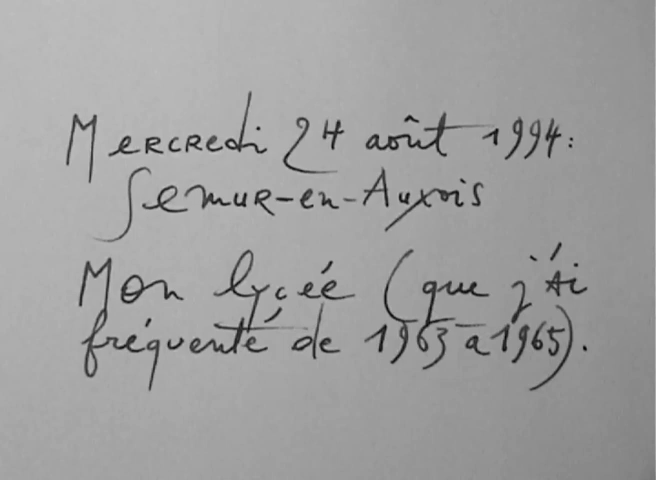 Mercredi 24 août 1994:
Semur-en-Auxois
Mon lycée (que j'ai
fréquenté de 1963 à 1965).